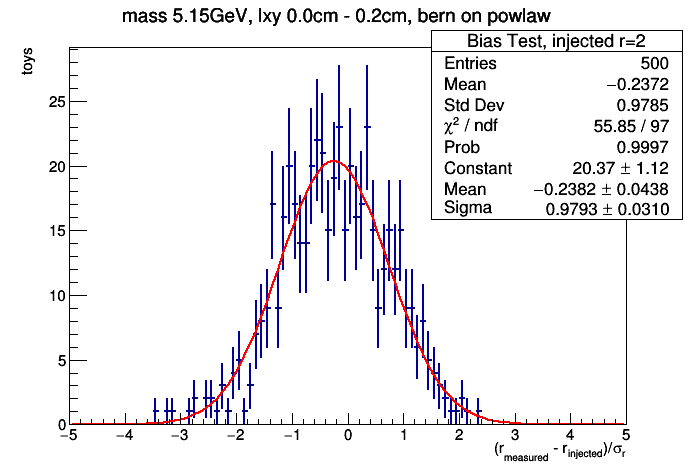 mass 5.15GeV, lxy 0.0cm - 0.2cm, bern on powlaw
toys
Bias Test, injected r=2
Entries 500
Mean −0.2372
Std Dev 0.9785
χ² / ndf 55.85 / 97
Prob 0.9997
Constant 20.37 ± 1.12
Mean −0.2382 ± 0.0438
Sigma 0.9793 ± 0.0310
25
20
15
10
5
0
−5 −4 −3 −2 −1 0 1 2 3 4 5
(r_measured - r_injected)/σ_r